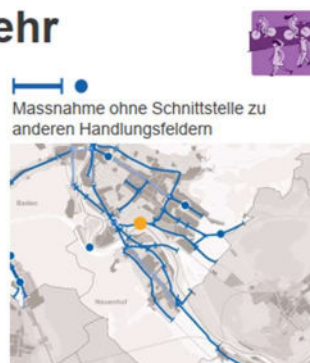 ehr
Massnahme ohne Schnittstelle zu
anderen Handlungsfeldern
Baden
Neuenhof